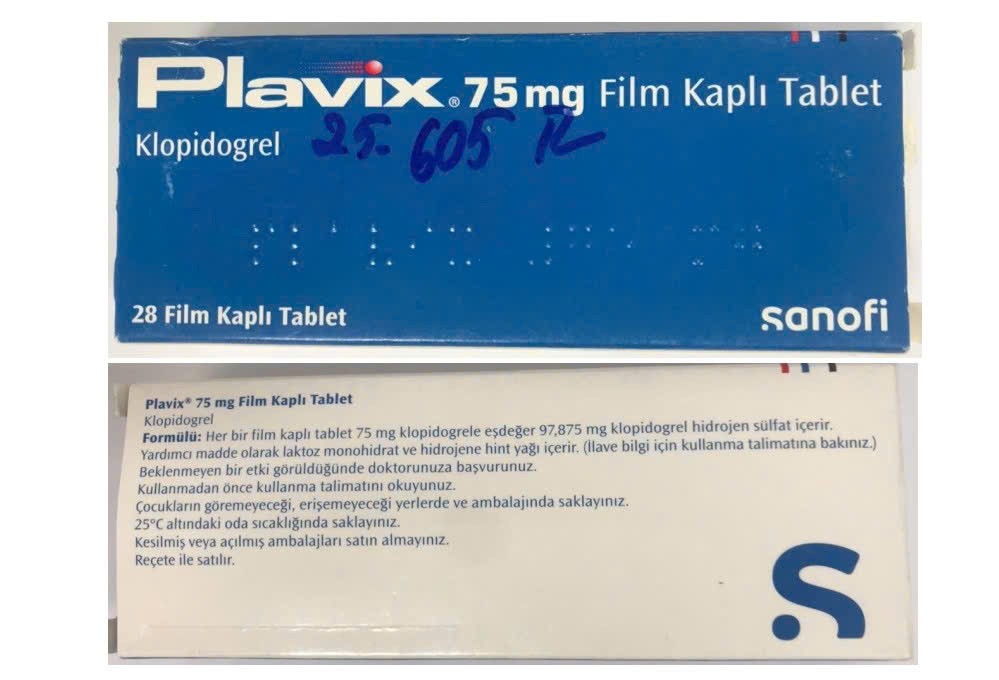 Plavix® 75 mg Film Kaplı Tablet
Klopidogrel
25. 605 TL
28 Film Kaplı Tablet
sanofi
Plavix® 75 mg Film Kaplı Tablet
Klopidogrel
Formülü: Her bir film kaplı tablet 75 mg klopidogrele eşdeğer 97,875 mg klopidogrel hidrojen sülfat içerir.
Yardımcı madde olarak laktoz monohidrat ve hidrojene hint yağı içerir. (İlave bilgi için kullanma talimatına bakınız.)
Beklenmeyen bir etki görüldüğünde doktorunuza başvurunuz.
Kullanmadan önce kullanma talimatını okuyunuz.
Çocukların göremeyeceği, erişemeyeceği yerlerde ve ambalajında saklayınız.
25°C altındaki oda sıcaklığında saklayınız.
Kesilmiş veya açılmış ambalajları satın almayınız.
Reçete ile satılır.